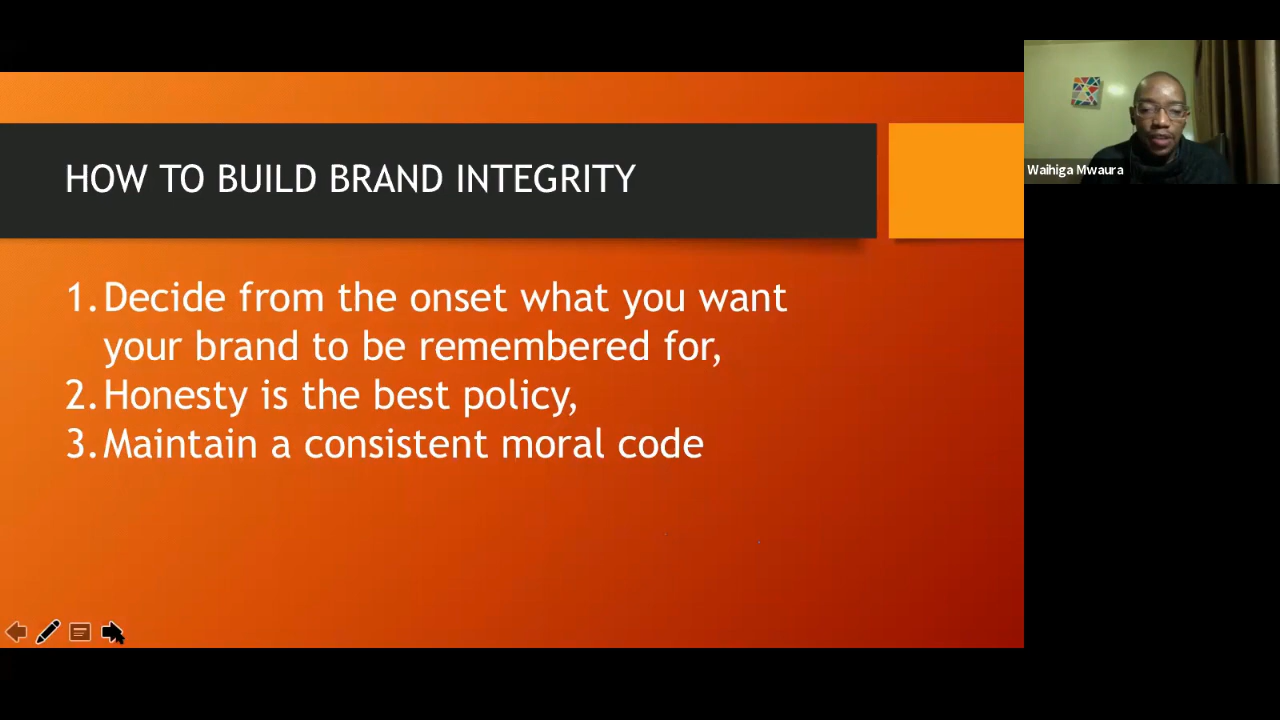 HOW TO BUILD BRAND INTEGRITY
1. Decide from the onset what you want
your brand to be remembered for,
2. Honesty is the best policy,
3. Maintain a consistent moral code
Waihiga Mwaura